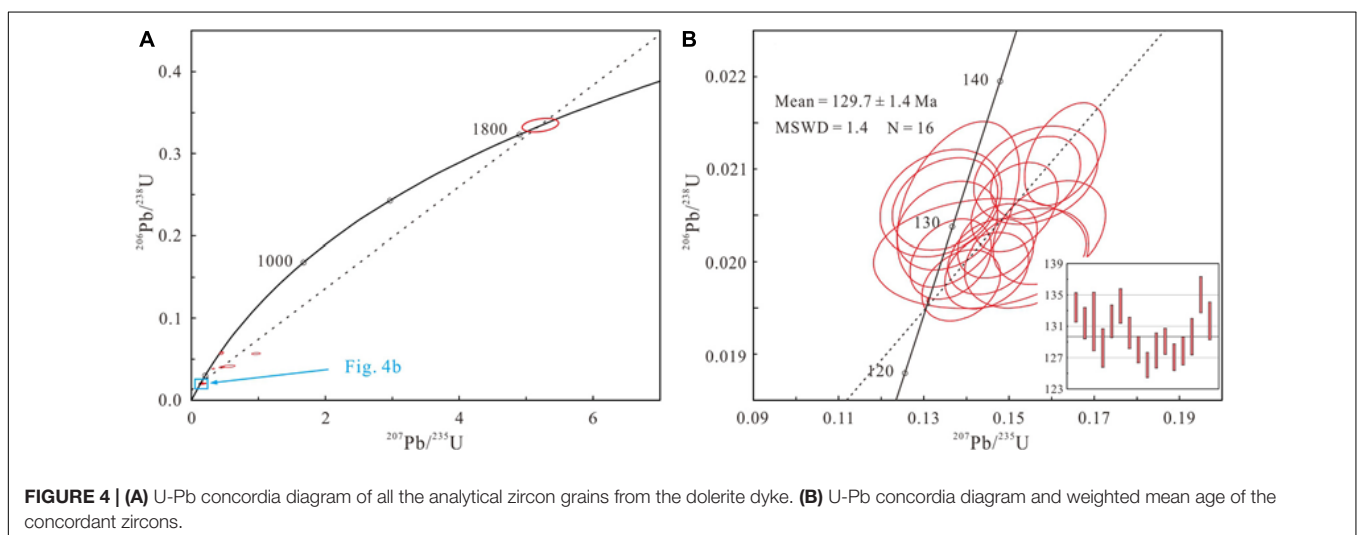 A
B
0.4
0.3
0.2
0.1
0.0
²⁰⁶Pb/²³⁸U
1800
1000
Fig. 4b
0 2 4 6
²⁰⁷Pb/²³⁵U
0.022
0.021
0.020
0.019
²⁰⁶Pb/²³⁸U
Mean = 129.7 ± 1.4 Ma
MSWD = 1.4 N = 16
140
130
120
139
135
131
127
123
0.09 0.11 0.13 0.15 0.17 0.19
²⁰⁷Pb/²³⁵U
FIGURE 4 | (A) U-Pb concordia diagram of all the analytical zircon grains from the dolerite dyke. (B) U-Pb concordia diagram and weighted mean age of the
concordant zircons.